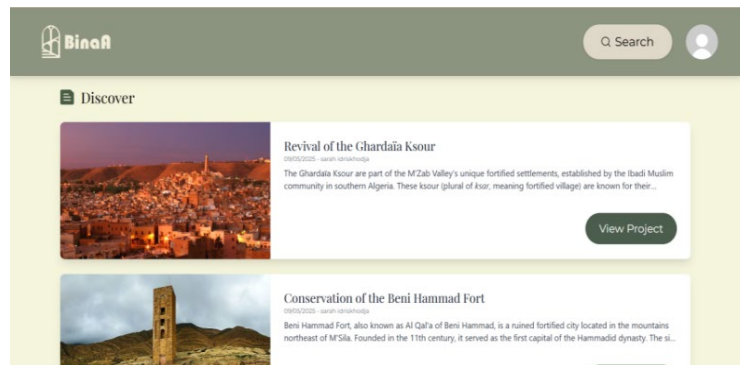 BinaA
Search
Discover
Revival of the Ghardaïa Ksour
09/05/2025 - sarah idriskhodja
The Ghardaïa Ksour are part of the M'Zab Valley's unique fortified settlements, established by the Ibadi Muslim
community in southern Algeria. These ksour (plural of ksar, meaning fortified village) are known for their...
View Project
Conservation of the Beni Hammad Fort
09/05/2025 - sarah idriskhodja
Beni Hammad Fort, also known as Al Qal'a of Beni Hammad, is a ruined fortified city located in the mountains
northeast of M'Sila. Founded in the 11th century, it served as the first capital of the Hammadid dynasty. The si...